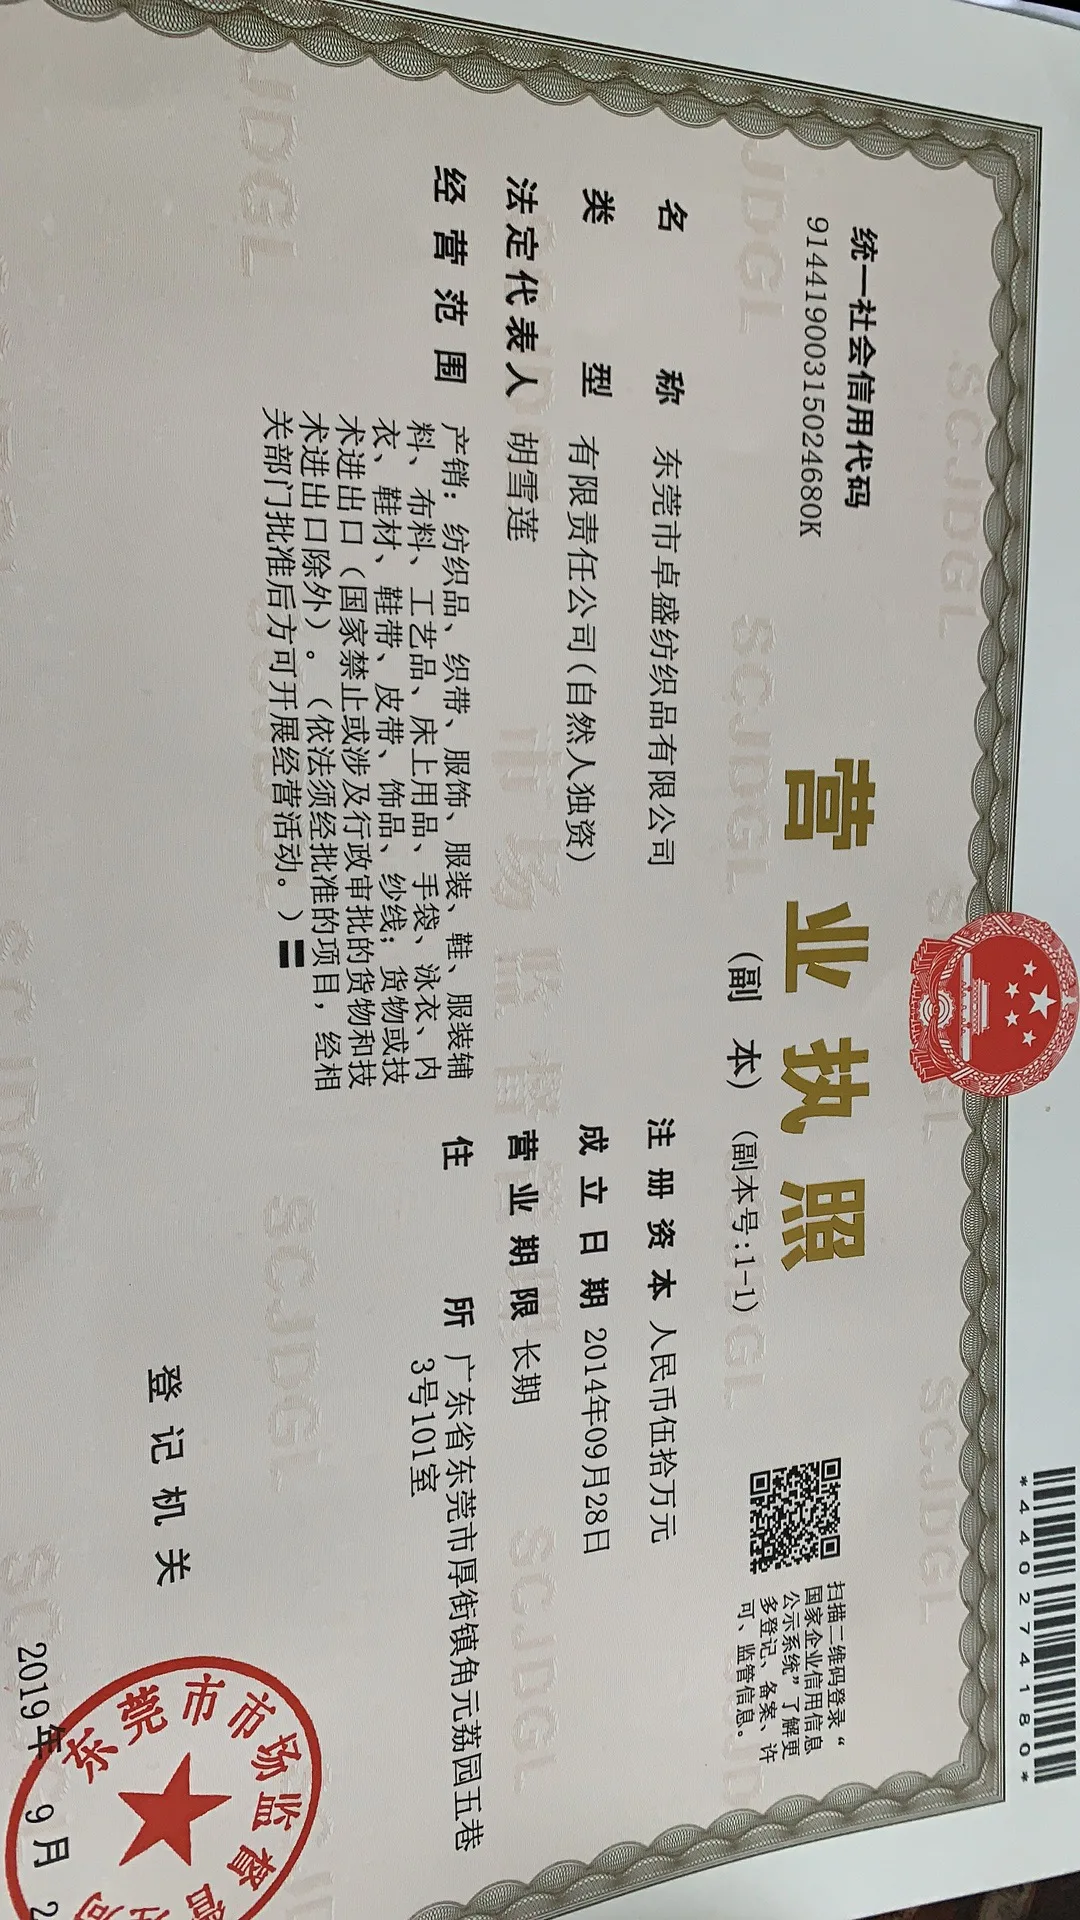 *440274180*
统一社会信用代码
91441900315024680K
营业执照
(副 本) (副本号:1-1)
扫描二维码登录“
国家企业信用信息
公示系统”了解更
多登记、备案、许
可、监管信息。
名称 东莞市卓盛纺织品有限公司
类型 有限责任公司(自然人独资)
法定代表人 胡雪莲
经营范围 产销：纺织品、织带、服饰、服装、鞋、服装辅
料、布料、工艺品、床上用品、手袋、泳衣、内
衣、鞋材、鞋带、皮带、饰品、纱线；货物或技
术进出口（国家禁止或涉及行政审批的货物和技
术进出口除外）。（依法须经批准的项目，经相
关部门批准后方可开展经营活动。）
注册资本 人民币伍拾万元
成立日期 2014年09月28日
营业期限 长期
住所 广东省东莞市厚街镇角元荔园五巷
3号101室
登记机关
东莞市市场监督
2019年 9月 2
SCJDGL
市场监督管理